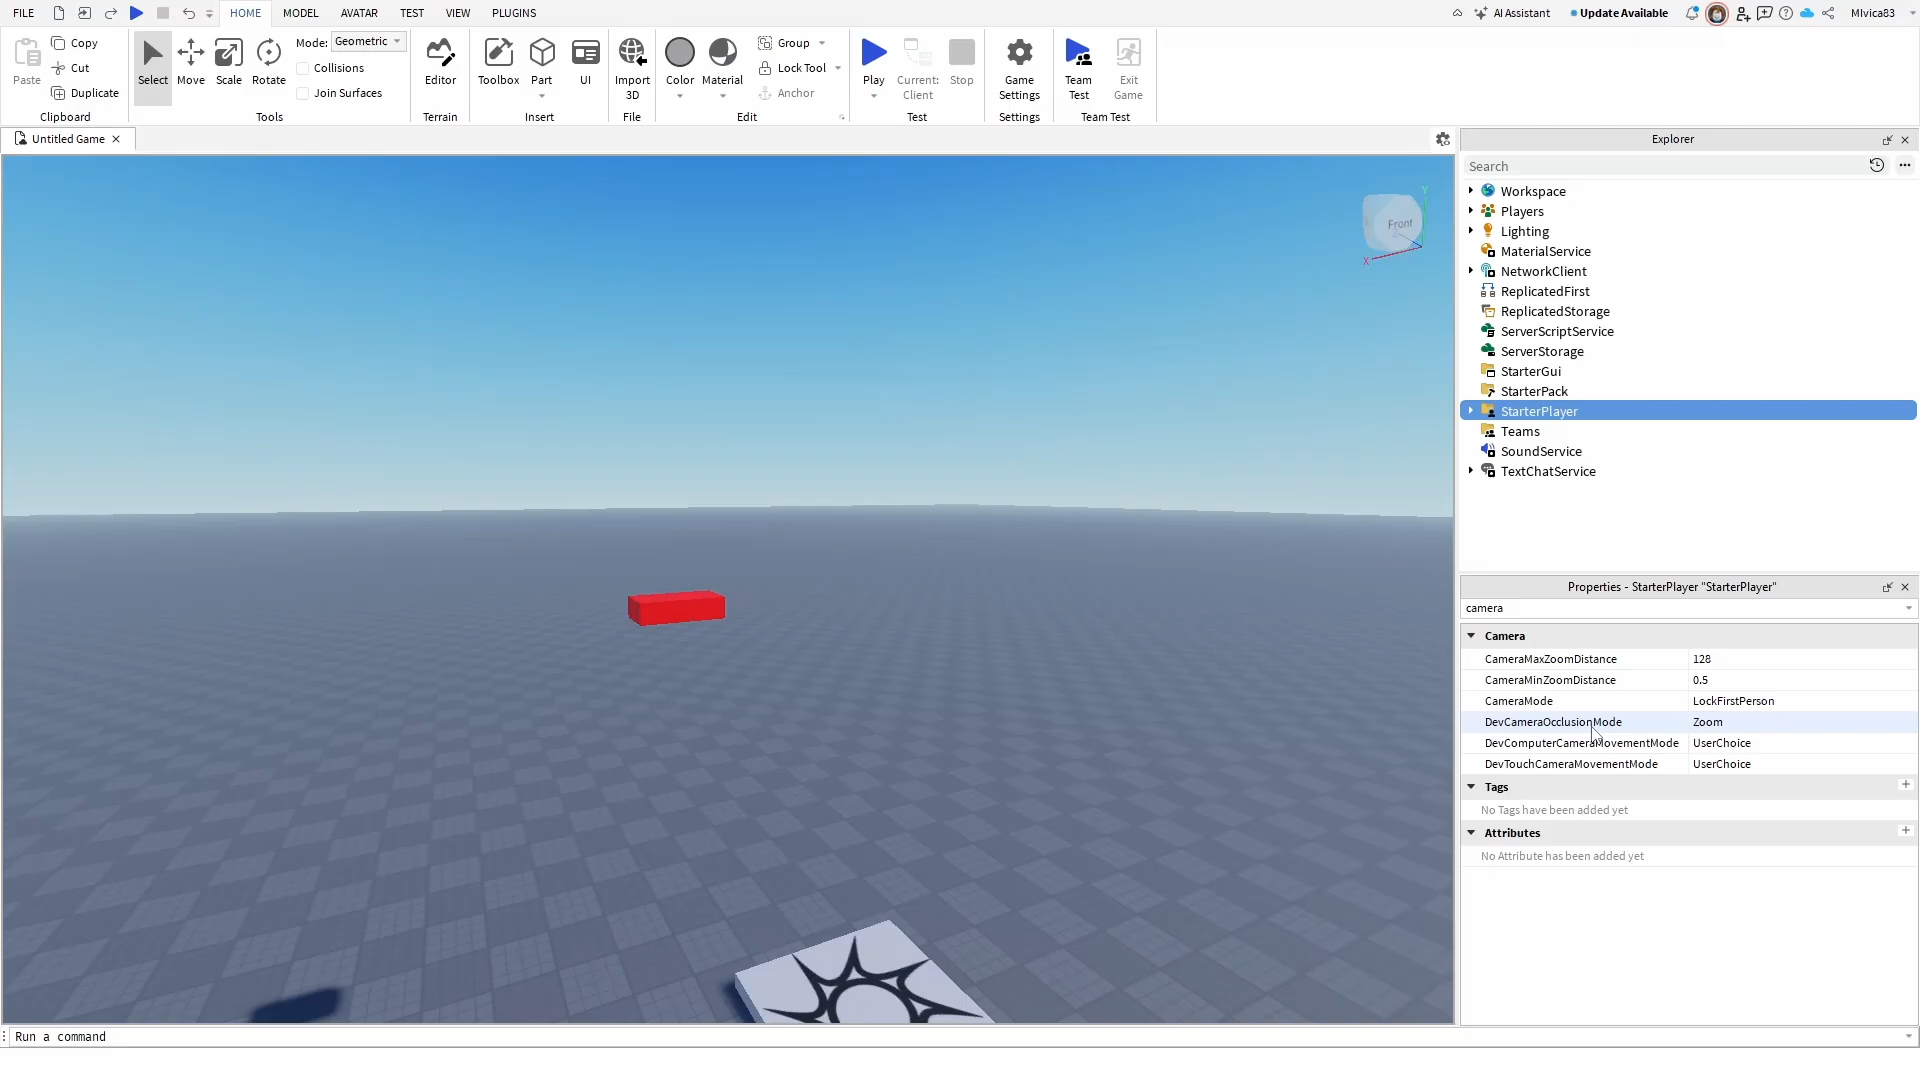 FILE HOME MODEL AVATAR TEST VIEW PLUGINS AI Assistant Update Available MIvica83
Paste Copy Cut Duplicate Clipboard
Select Move Scale Rotate Mode: Geometric Collisions Join Surfaces Tools
Editor Terrain
Toolbox Part UI Insert
Import 3D File
Color Material Group Lock Tool Anchor Edit
Play Current: Client Stop Test
Game Settings Settings
Team Test Exit Game Team Test
Untitled Game
Front
Y
X
Explorer
Search
Workspace
Players
Lighting
MaterialService
NetworkClient
ReplicatedFirst
ReplicatedStorage
ServerScriptService
ServerStorage
StarterGui
StarterPack
StarterPlayer
Teams
SoundService
TextChatService
Properties - StarterPlayer "StarterPlayer"
camera
Camera
CameraMaxZoomDistance 128
CameraMinZoomDistance 0.5
CameraMode LockFirstPerson
DevCameraOcclusionMode Zoom
DevComputerCameraMovementMode UserChoice
DevTouchCameraMovementMode UserChoice
Tags
No Tags have been added yet
Attributes
No Attribute has been added yet
Run a command